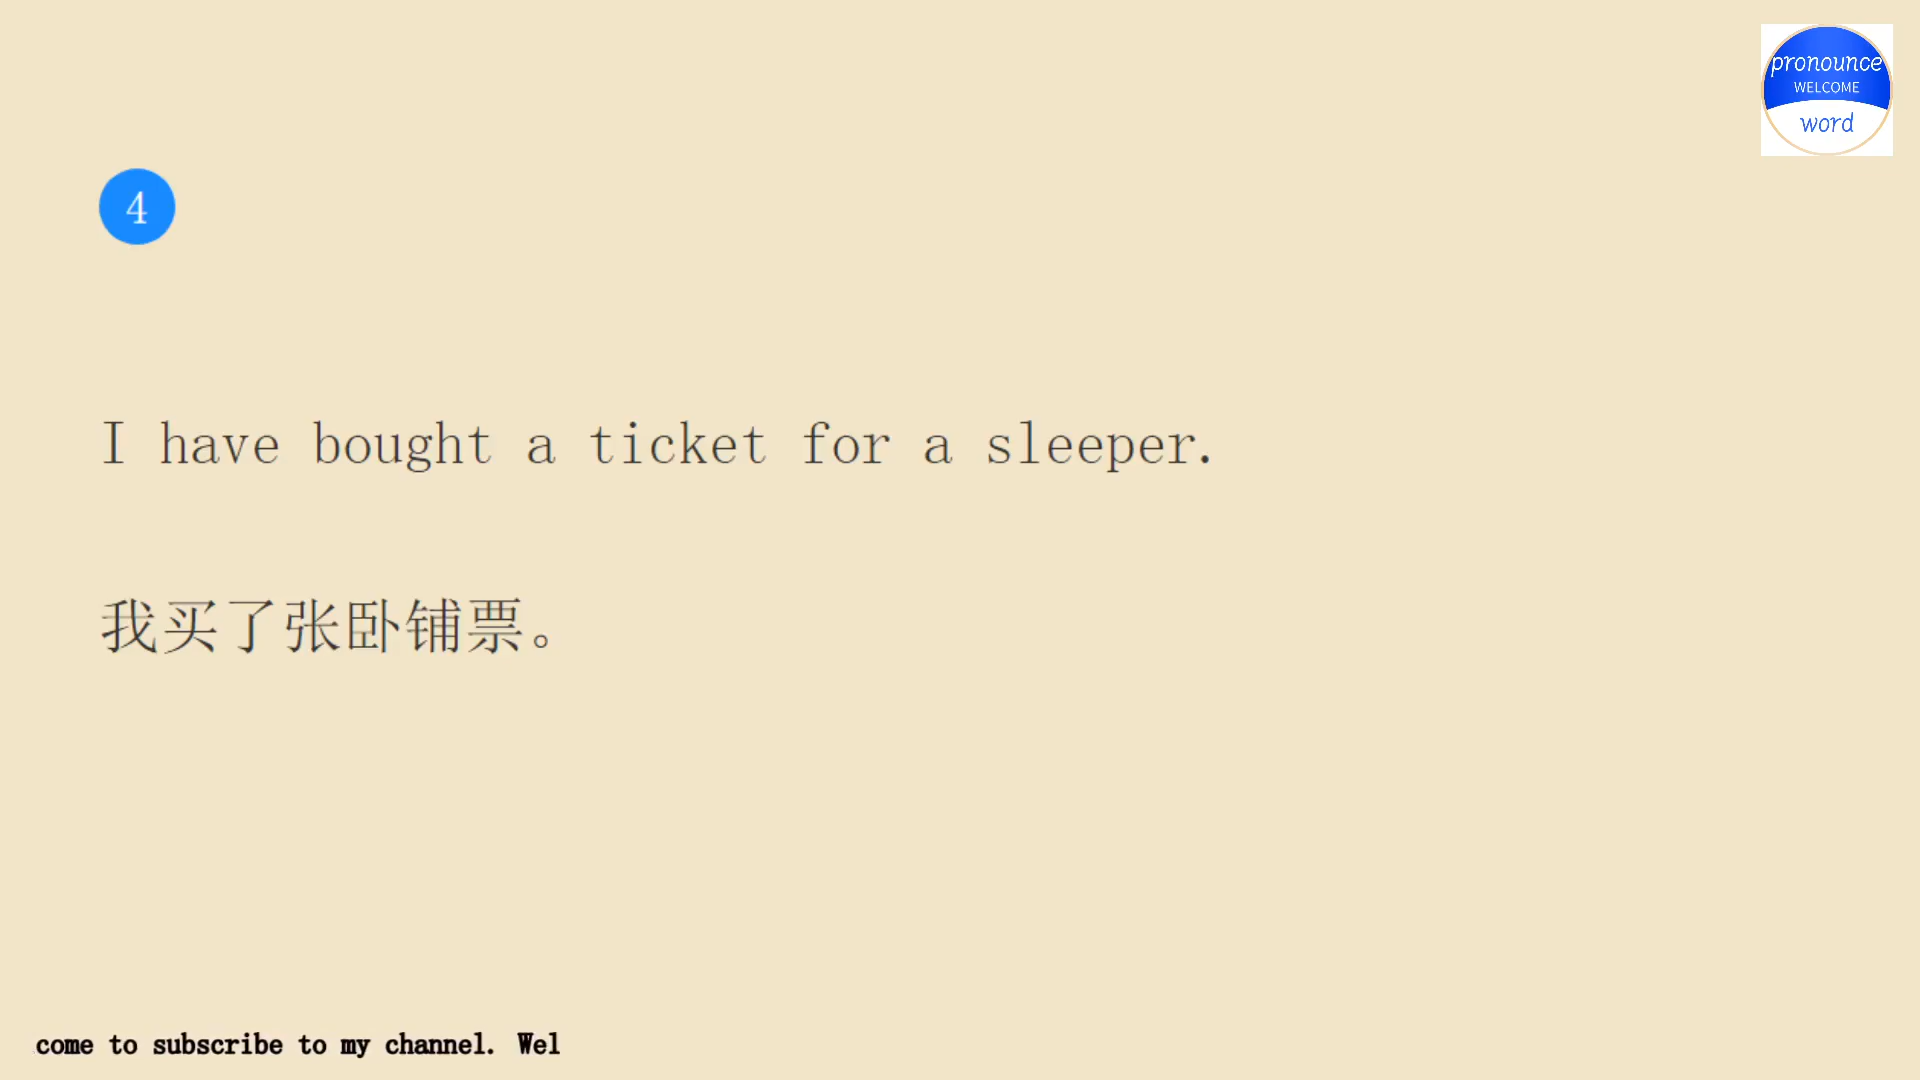 pronounce
WELCOME
word
4
I have bought a ticket for a sleeper.
我买了张卧铺票。
come to subscribe to my channel. Wel